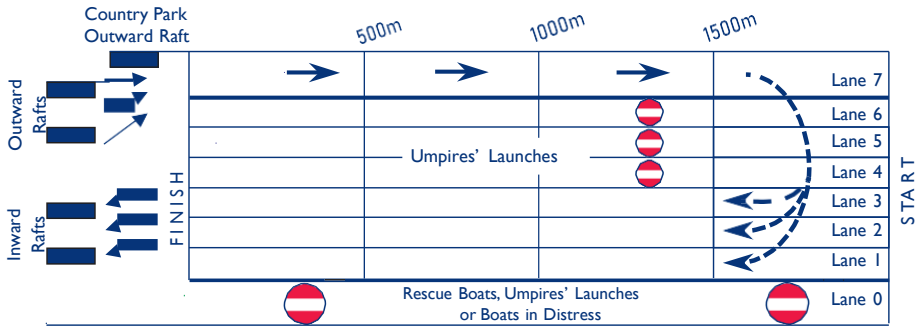 Country Park
Outward Raft
500m
1000m
1500m
Outward
Rafts
Lane 7
Lane 6
Lane 5
Umpires' Launches
Lane 4
Lane 3
Lane 2
Lane 1
Inward
Rafts
FINISH
START
Rescue Boats, Umpires' Launches
or Boats in Distress
Lane 0